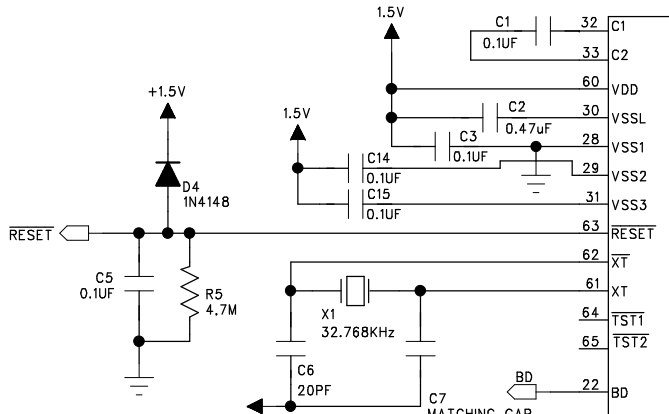 1.5V
C1
0.1UF
32
C1
33
C2
60
VDD
+1.5V
1.5V
C2
0.47uF
30
VSSL
C3
0.1UF
28
VSS1
C14
0.1UF
29
VSS2
D4
1N4148
C15
0.1UF
31
VSS3
RESET
63
RESET
62
XT
C5
0.1UF
R5
4.7M
61
XT
X1
32.768KHz
64
TST1
65
TST2
C6
20PF
BD
22
BD
C7
MATCHING CAP